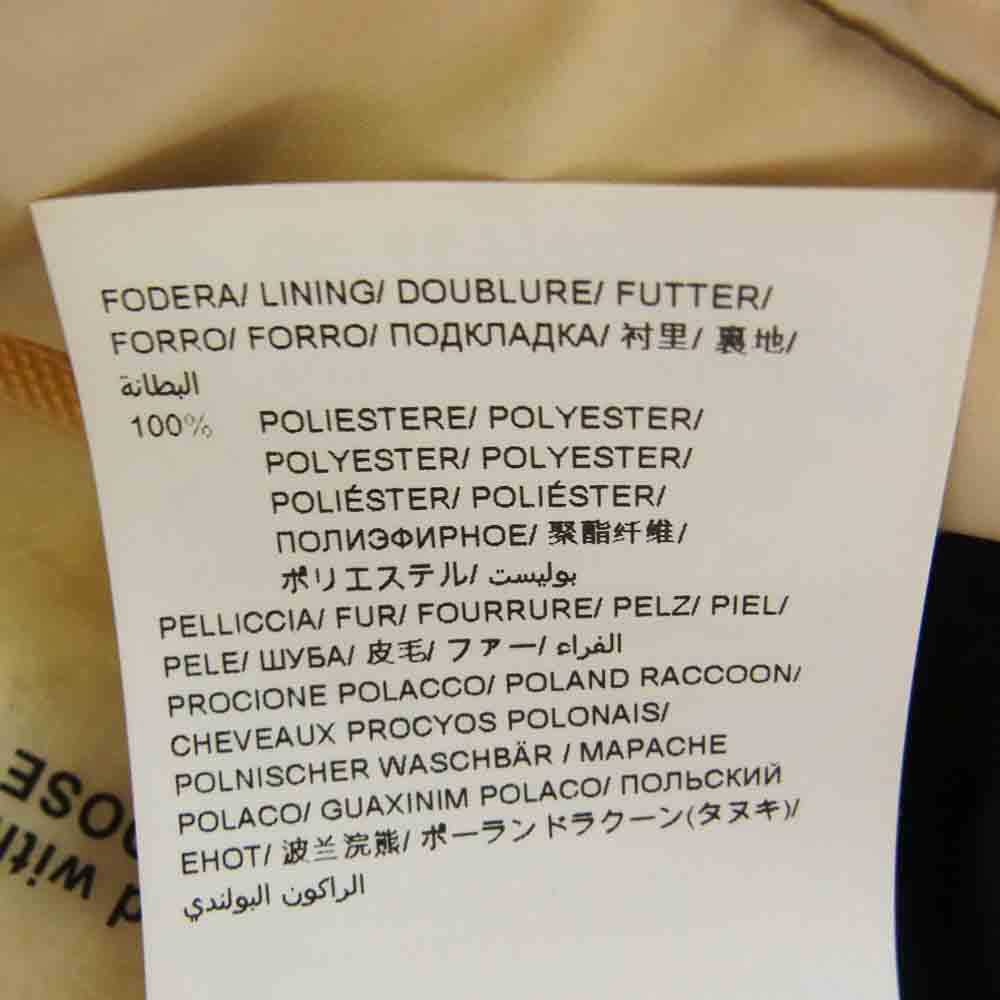 FODERA/ LINING/ DOUBLURE/ FUTTER/
FORRO/ FORRO/ ПОДКЛАДКА/ 衬里/ 裏地/
البطانة
100% POLIESTERE/ POLYESTER/
POLYESTER/ POLYESTER/
POLIÉSTER/ POLIÉSTER/
ПОЛИЭФИРНОЕ/ 聚酯纤维/
ポリエステル/ بوليست
PELLICCIA/ FUR/ FOURRURE/ PELZ/ PIEL/
PELE/ ШУБА/ 皮毛/ ファー/ الفراء
PROCIONE POLACCO/ POLAND RACCOON/
CHEVEAUX PROCYOS POLONAIS/
POLNISCHER WASCHBÄR / MAPACHE
POLACO/ GUAXINIM POLACO/ ПОЛЬСКИЙ
ЕНОТ/ 波兰浣熊/ ポーランドラクーン(タヌキ)/
الراكون البولندي
with